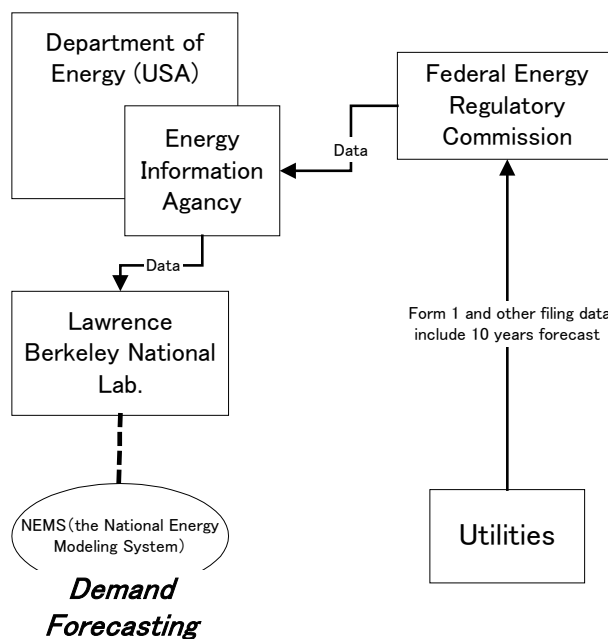 Department of
Energy (USA)
Federal Energy
Regulatory
Commission
Data
Energy
Information
Agancy
Data
Lawrence
Berkeley National
Lab.
Form 1 and other filing data
include 10 years forecast
NEMS(the National Energy
Modeling System)
Utilities
Demand
Forecasting